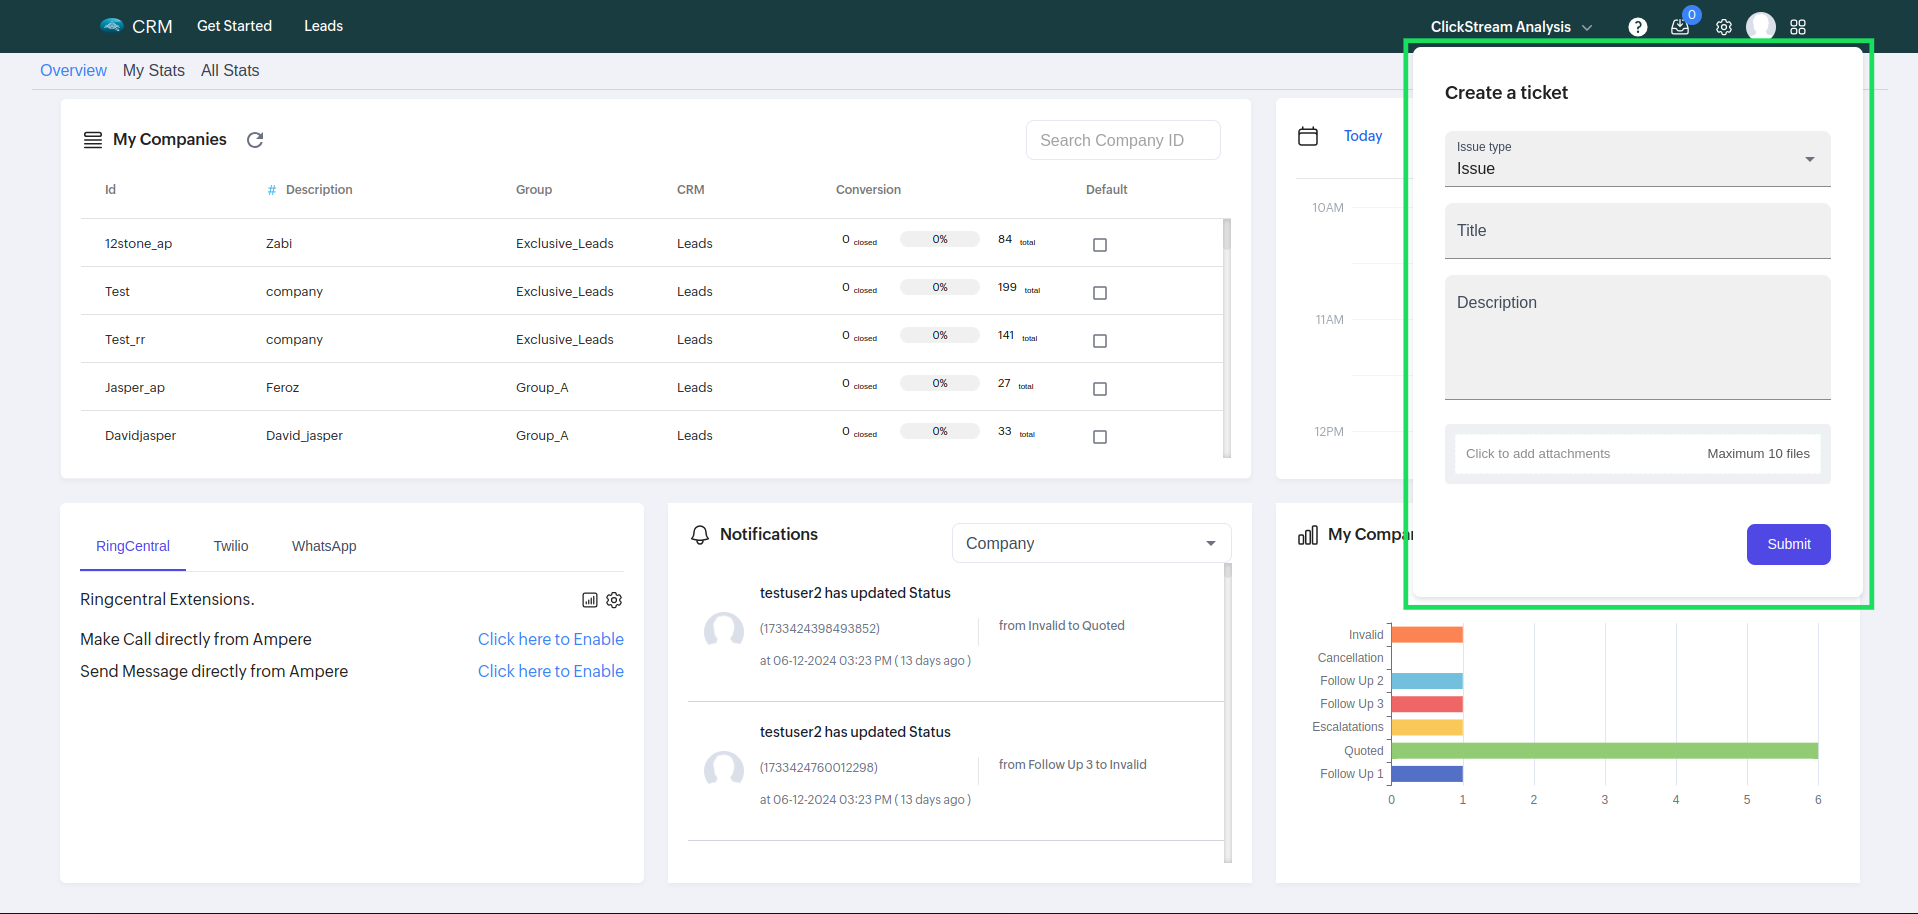 CRM
Get Started
Leads
ClickStream Analysis
?
0
Overview
My Stats
All Stats
My Companies
Search Company ID
Id
# Description
Group
CRM
Conversion
Default
12stone_ap Zabi Exclusive_Leads Leads 0 closed 0% 84 total
Test company Exclusive_Leads Leads 0 closed 0% 199 total
Test_rr company Exclusive_Leads Leads 0 closed 0% 141 total
Jasper_ap Feroz Group_A Leads 0 closed 0% 27 total
Davidjasper David_jasper Group_A Leads 0 closed 0% 33 total
Today
10AM
11AM
12PM
Create a ticket
Issue type
Issue
Title
Description
Click to add attachments
Maximum 10 files
Submit
RingCentral
Twilio
WhatsApp
Ringcentral Extensions.
Make Call directly from Ampere
Click here to Enable
Send Message directly from Ampere
Click here to Enable
Notifications
Company
testuser2 has updated Status
(1733424398493852)
from Invalid to Quoted
at 06-12-2024 03:23 PM ( 13 days ago )
testuser2 has updated Status
(1733424760012298)
from Follow Up 3 to Invalid
at 06-12-2024 03:23 PM ( 13 days ago )
My Compa
Invalid
Cancellation
Follow Up 2
Follow Up 3
Escalatations
Quoted
Follow Up 1
0 1 2 3 4 5 6